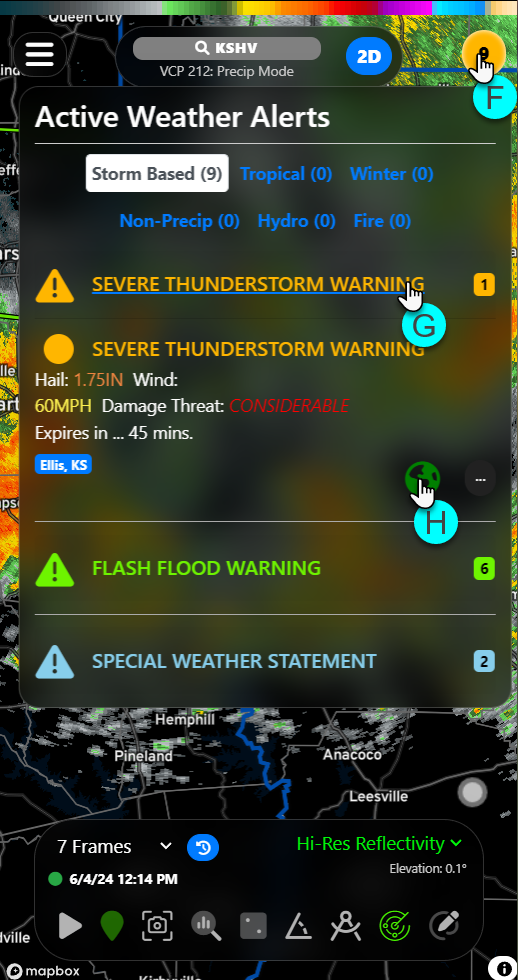 Queen City
KSHV
VCP 212: Precip Mode
2D
9
F
Active Weather Alerts
Storm Based (9) Tropical (0) Winter (0)
Non-Precip (0) Hydro (0) Fire (0)
SEVERE THUNDERSTORM WARNING 1
G
SEVERE THUNDERSTORM WARNING
Hail: 1.75IN Wind:
60MPH Damage Threat: CONSIDERABLE
Expires in ... 45 mins.
Ellis, KS
...
H
FLASH FLOOD WARNING 6
SPECIAL WEATHER STATEMENT 2
Hemphill
Pineland
Anacoco
Leesville
7 Frames
Hi-Res Reflectivity
Elevation: 0.1°
6/4/24 12:14 PM
mapbox
i